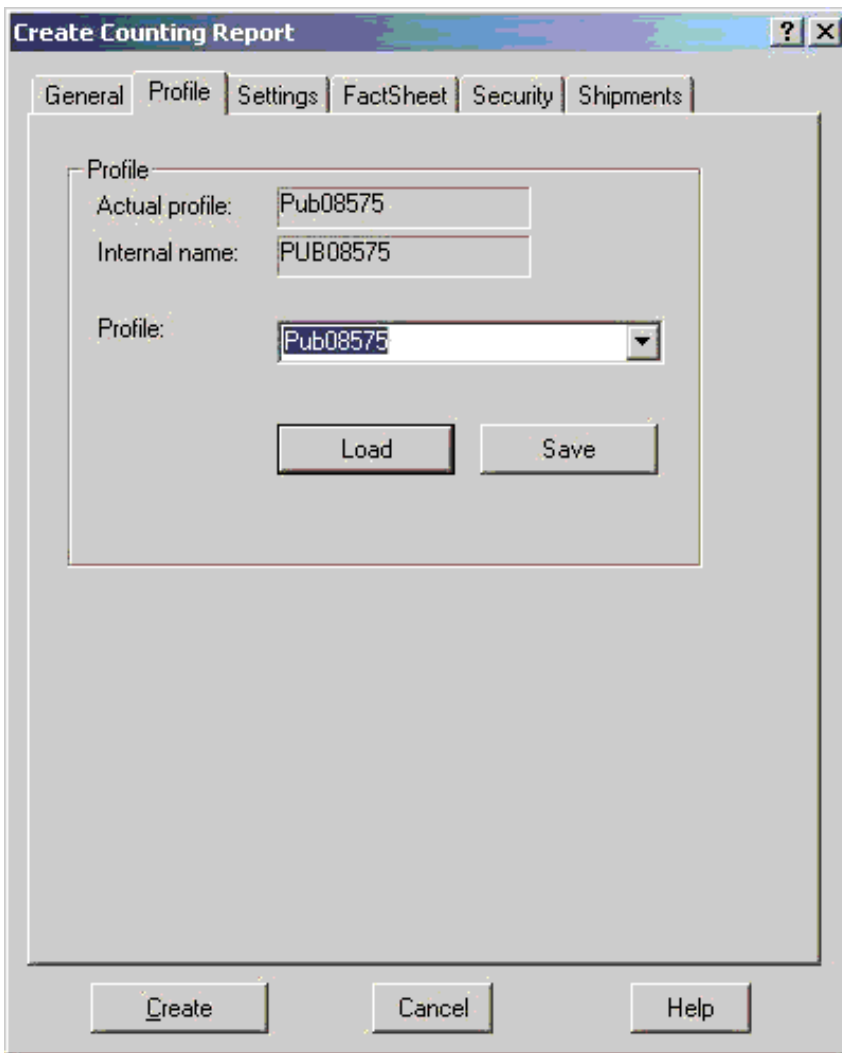 Create Counting Report
General Profile Settings FactSheet Security Shipments
Profile
Actual profile: Pub08575
Internal name: PUB08575
Profile: Pub08575
Load Save
Create Cancel Help